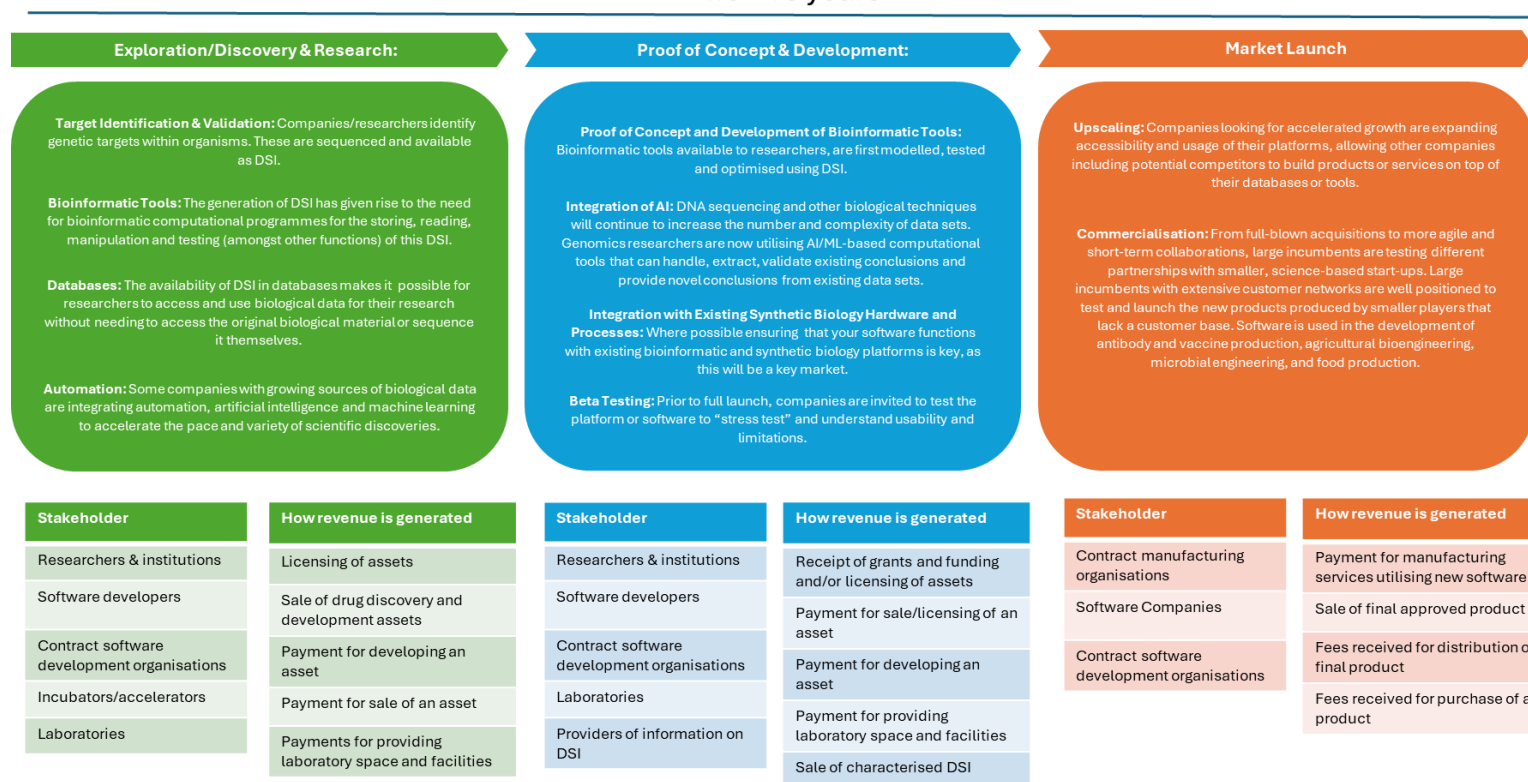 Exploration/Discovery & Research:
Proof of Concept & Development:
Market Launch
Target Identification & Validation: Companies/researchers identify
genetic targets within organisms. These are sequenced and available
as DSI.
Bioinformatic Tools: The generation of DSI has given rise to the need
for bioinformatic computational programmes for the storing, reading,
manipulation and testing (amongst other functions) of this DSI.
Databases: The availability of DSI in databases makes it possible for
researchers to access and use biological data for their research
without needing to access the original biological material or sequence
it themselves.
Automation: Some companies with growing sources of biological data
are integrating automation, artificial intelligence and machine learning
to accelerate the pace and variety of scientific discoveries.
Proof of Concept and Development of Bioinformatic Tools:
Bioinformatic tools available to researchers, are first modelled, tested
and optimised using DSI.
Integration of AI: DNA sequencing and other biological techniques
will continue to increase the number and complexity of data sets.
Genomics researchers are now utilising AI/ML-based computational
tools that can handle, extract, validate existing conclusions and
provide novel conclusions from existing data sets.
Integration with Existing Synthetic Biology Hardware and
Processes: Where possible ensuring that your software functions
with existing bioinformatic and synthetic biology platforms is key, as
this will be a key market.
Beta Testing: Prior to full launch, companies are invited to test the
platform or software to “stress test” and understand usability and
limitations.
Upscaling: Companies looking for accelerated growth are expanding
accessibility and usage of their platforms, allowing other companies
including potential competitors to build products or services on top of
their databases or tools.
Commercialisation: From full-blown acquisitions to more agile and
short-term collaborations, large incumbents are testing different
partnerships with smaller, science-based start-ups. Large
incumbents with extensive customer networks are well positioned to
test and launch the new products produced by smaller players that
lack a customer base. Software is used in the development of
antibody and vaccine production, agricultural bioengineering,
microbial engineering, and food production.
Stakeholder
Researchers & institutions
Software developers
Contract software
development organisations
Incubators/accelerators
Laboratories
How revenue is generated
Licensing of assets
Sale of drug discovery and
development assets
Payment for developing an
asset
Payment for sale of an asset
Payments for providing
laboratory space and facilities
Stakeholder
Researchers & institutions
Software developers
Contract software
development organisations
Laboratories
Providers of information on
DSI
How revenue is generated
Receipt of grants and funding
and/or licensing of assets
Payment for sale/licensing of an
asset
Payment for developing an
asset
Payment for providing
laboratory space and facilities
Sale of characterised DSI
Stakeholder
Contract manufacturing
organisations
Software Companies
Contract software
development organisations
How revenue is generated
Payment for manufacturing
services utilising new software
Sale of final approved product
Fees received for distribution
final product
Fees received for purchase of
product